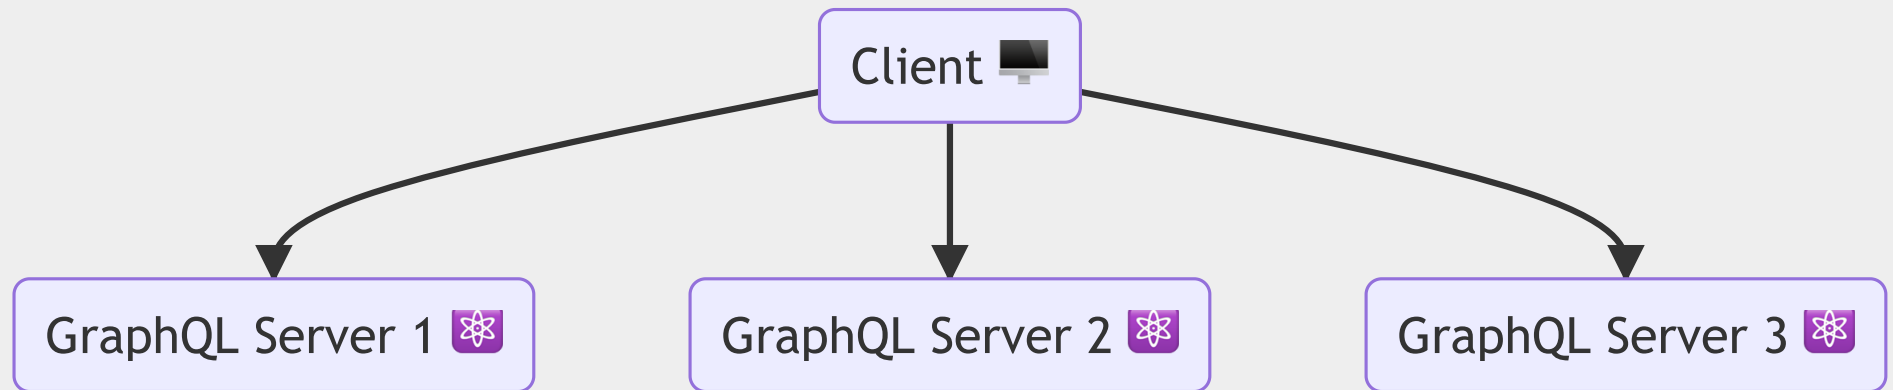 Client 🖥️
GraphQL Server 1 ⚛️
GraphQL Server 2 ⚛️
GraphQL Server 3 ⚛️